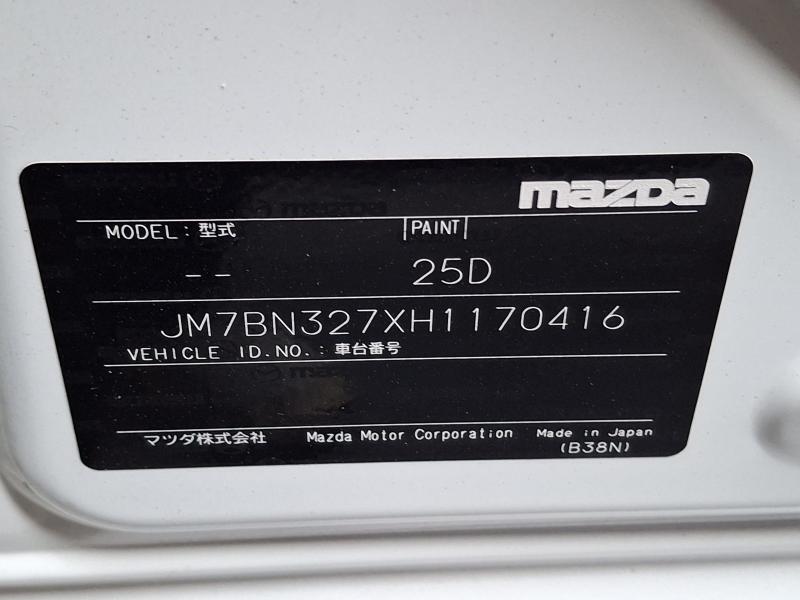 mazda
MODEL: 型式 PAINT
-- 25D
JM7BN327XH1170416
VEHICLE ID.NO.: 車台番号
マツダ株式会社 Mazda Motor Corporation Made in Japan
(B38N)